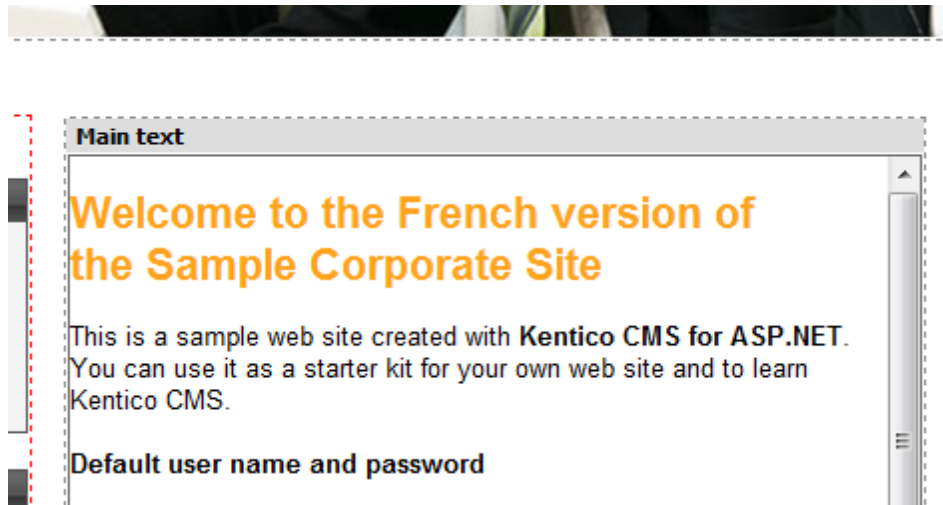 Main text
Welcome to the French version of
the Sample Corporate Site
This is a sample web site created with Kentico CMS for ASP.NET.
You can use it as a starter kit for your own web site and to learn
Kentico CMS.
Default user name and password